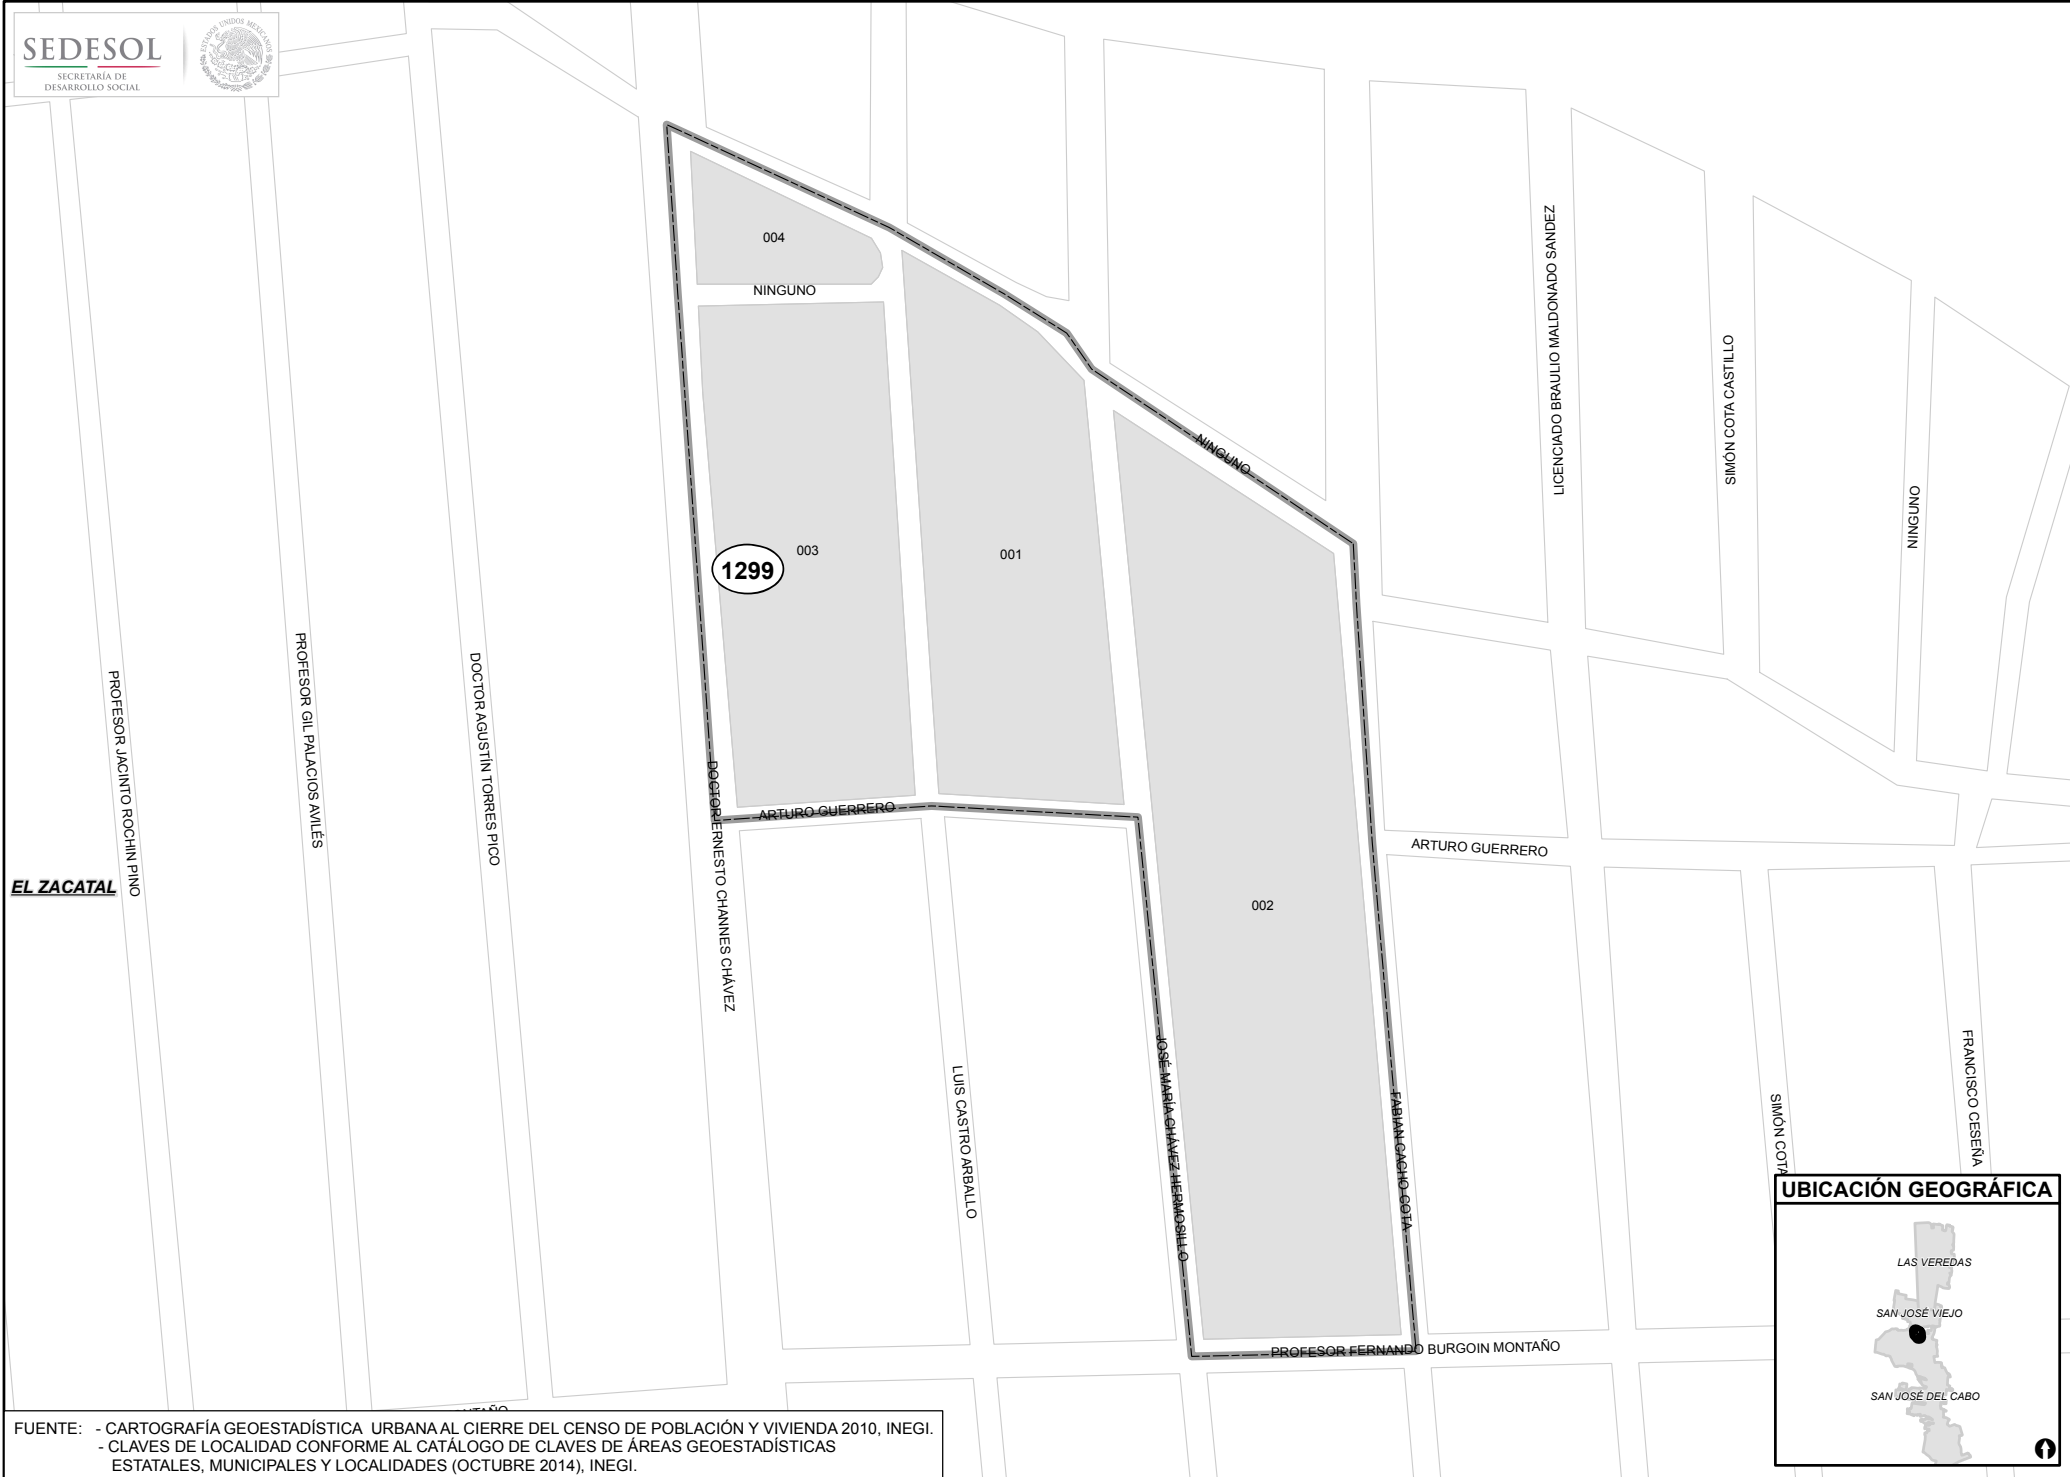 SEDESOL
SECRETARÍA DE
DESARROLLO SOCIAL
ESTADOS UNIDOS MEXICANOS
004
NINGUNO
LICENCIADO BRAULIO MALDONADO SANDEZ
SIMÓN COTA CASTILLO
NINGUNO
NINGUNO
003
001
1299
PROFESOR JACINTO ROCHIN PINO
PROFESOR GIL PALACIOS AVILÉS
DOCTOR AGUSTÍN TORRES PICO
DOCTOR ERNESTO CHANNES CHÁVEZ
ARTURO GUERRERO
ARTURO GUERRERO
EL ZACATAL
002
LUIS CASTRO ARBALLO
JOSÉ MARÍA CHÁVEZ HERMOSILLO
FABIAN GACHO COTA
SIMÓN COTA
FRANCISCO CESEÑA
PROFESOR FERNANDO BURGOIN MONTAÑO
UBICACIÓN GEOGRÁFICA
LAS VEREDAS
SAN JOSÉ VIEJO
SAN JOSÉ DEL CABO
FUENTE: - CARTOGRAFÍA GEOESTADÍSTICA URBANA AL CIERRE DEL CENSO DE POBLACIÓN Y VIVIENDA 2010, INEGI.
- CLAVES DE LOCALIDAD CONFORME AL CATÁLOGO DE CLAVES DE ÁREAS GEOESTADÍSTICAS
ESTATALES, MUNICIPALES Y LOCALIDADES (OCTUBRE 2014), INEGI.